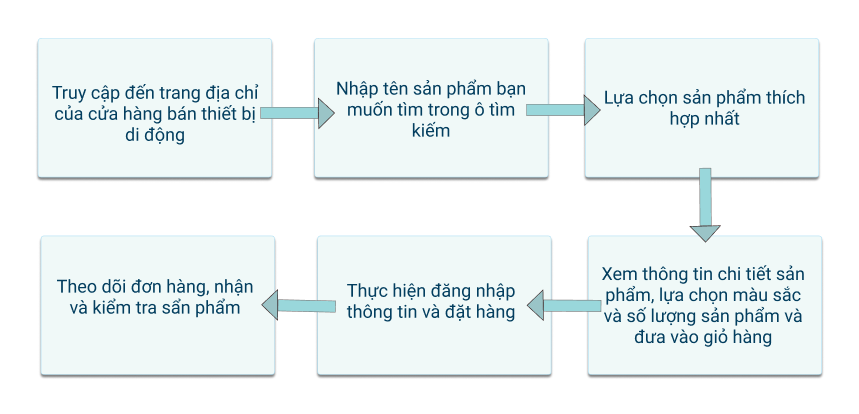 Truy cập đến trang địa chỉ
của cửa hàng bán thiết bị
di động
Nhập tên sản phẩm bạn
muốn tìm trong ô tìm
kiếm
Lựa chọn sản phẩm thích
hợp nhất
Xem thông tin chi tiết sản
phẩm, lựa chọn màu sắc
và số lượng sản phẩm và
đưa vào giỏ hàng
Thực hiện đăng nhập
thông tin và đặt hàng
Theo dõi đơn hàng, nhận
và kiểm tra sẩn phẩm